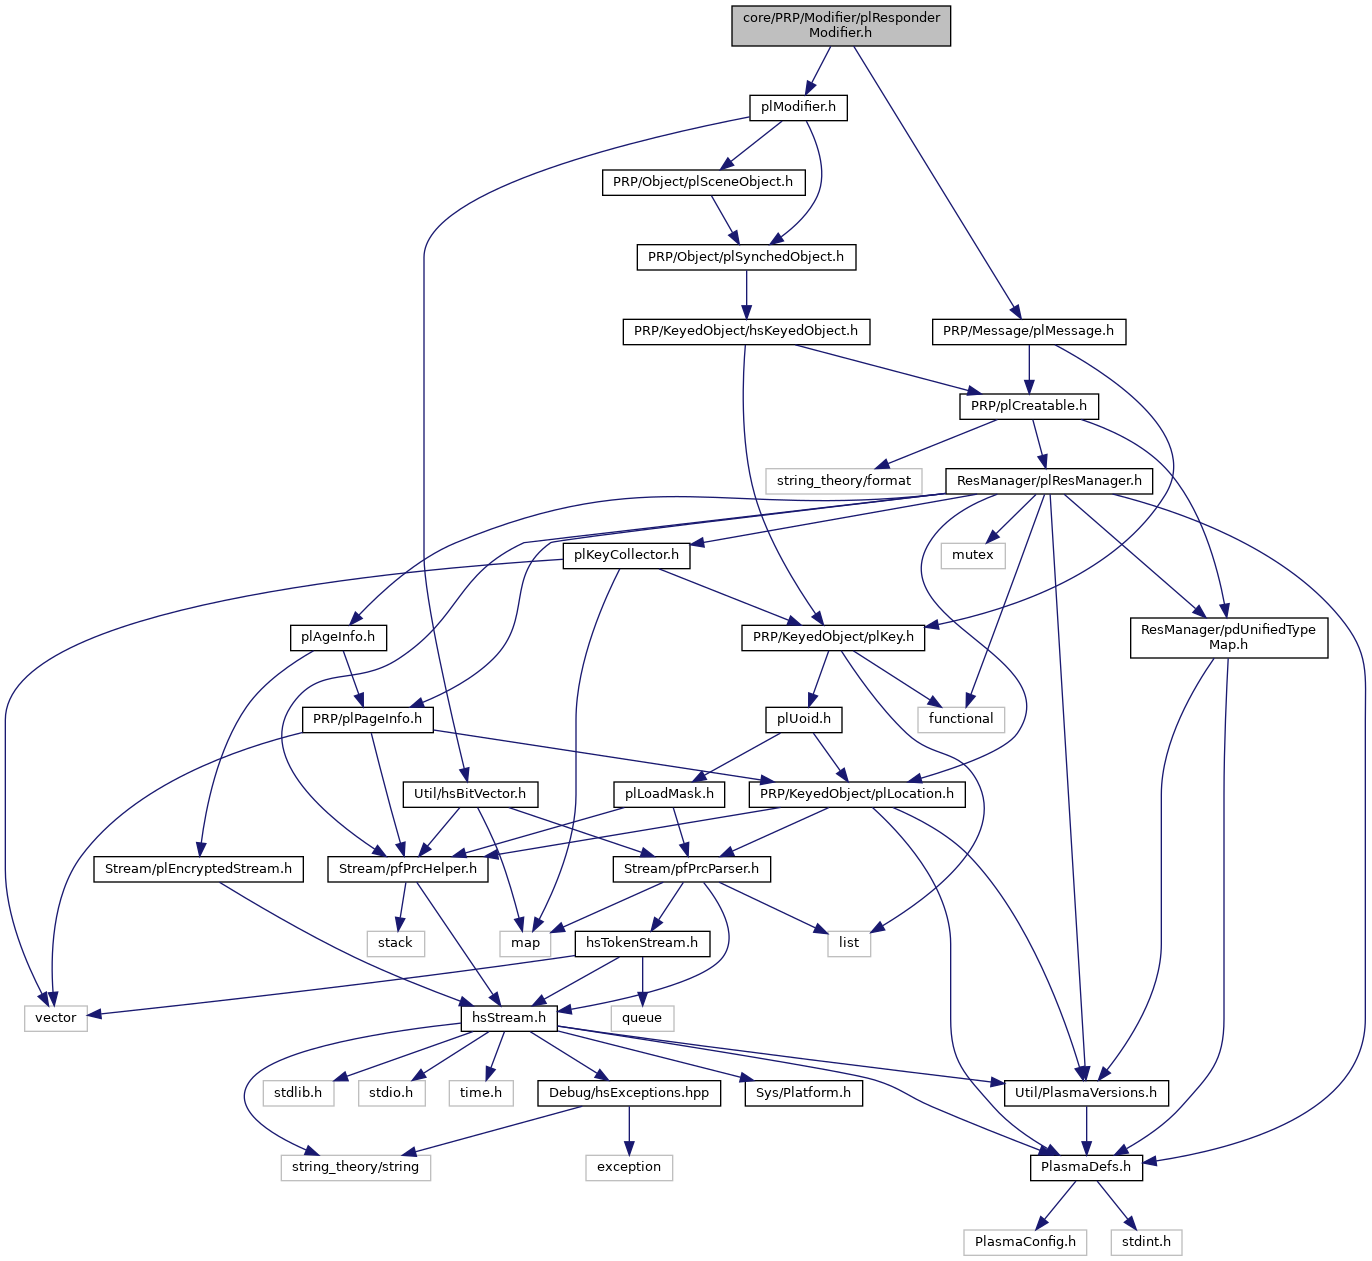 core/PRP/Modifier/plResponder
Modifier.h
plModifier.h
PRP/Object/plSceneObject.h
PRP/Object/plSynchedObject.h
PRP/KeyedObject/hsKeyedObject.h
PRP/Message/plMessage.h
PRP/plCreatable.h
string_theory/format
ResManager/plResManager.h
mutex
plKeyCollector.h
plAgeInfo.h
PRP/KeyedObject/plKey.h
ResManager/pdUnifiedType
Map.h
PRP/plPageInfo.h
plUoid.h
functional
Util/hsBitVector.h
plLoadMask.h
PRP/KeyedObject/plLocation.h
Stream/plEncryptedStream.h
Stream/pfPrcHelper.h
Stream/pfPrcParser.h
stack
map
hsTokenStream.h
list
vector
hsStream.h
queue
stdlib.h
stdio.h
time.h
Debug/hsExceptions.hpp
Sys/Platform.h
Util/PlasmaVersions.h
string_theory/string
exception
PlasmaDefs.h
PlasmaConfig.h
stdint.h